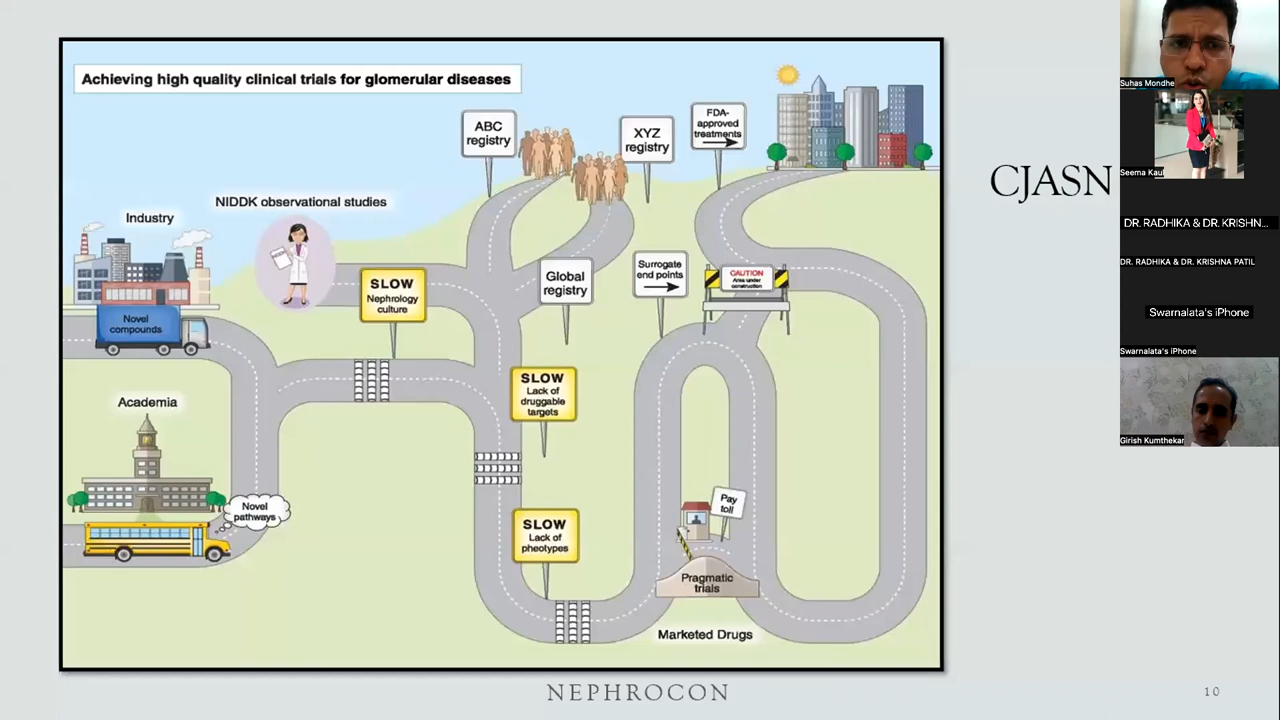 Achieving high quality clinical trials for glomerular diseases
ABC
registry
XYZ
registry
FDA-
approved
treatments
NIDDK observational studies
Industry
Novel
compounds
SLOW
Nephrology
culture
Global
registry
Surrogate
end points
CAUTION
Area under
construction
Academia
SLOW
Lack of
druggable
targets
Novel
pathways
SLOW
Lack of
pheotypes
Pay
toll
Pragmatic
trials
Marketed Drugs
CJASN
NEPHROCON
10
Suhas Mondhe
Seema Kaul
DR. RADHIKA & DR. KRISHN...
DR. RADHIKA & DR. KRISHNA PATIL
Swarnalata's iPhone
Swarnalata's iPhone
Girish Kumthekar